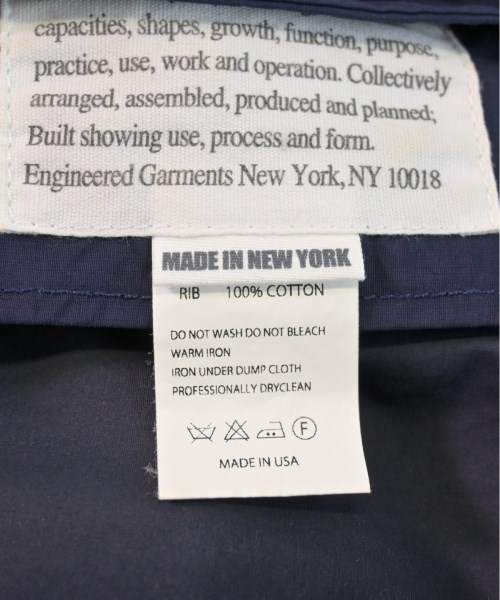 capacities, shapes, growth, function, purpose,
practice, use, work and operation. Collectively
arranged, assembled, produced and planned;
Built showing use, process and form.
Engineered Garments New York, NY 10018
MADE IN NEW YORK
RIB 100% COTTON
DO NOT WASH DO NOT BLEACH
WARM IRON
IRON UNDER DUMP CLOTH
PROFESSIONALLY DRYCLEAN
F
MADE IN USA